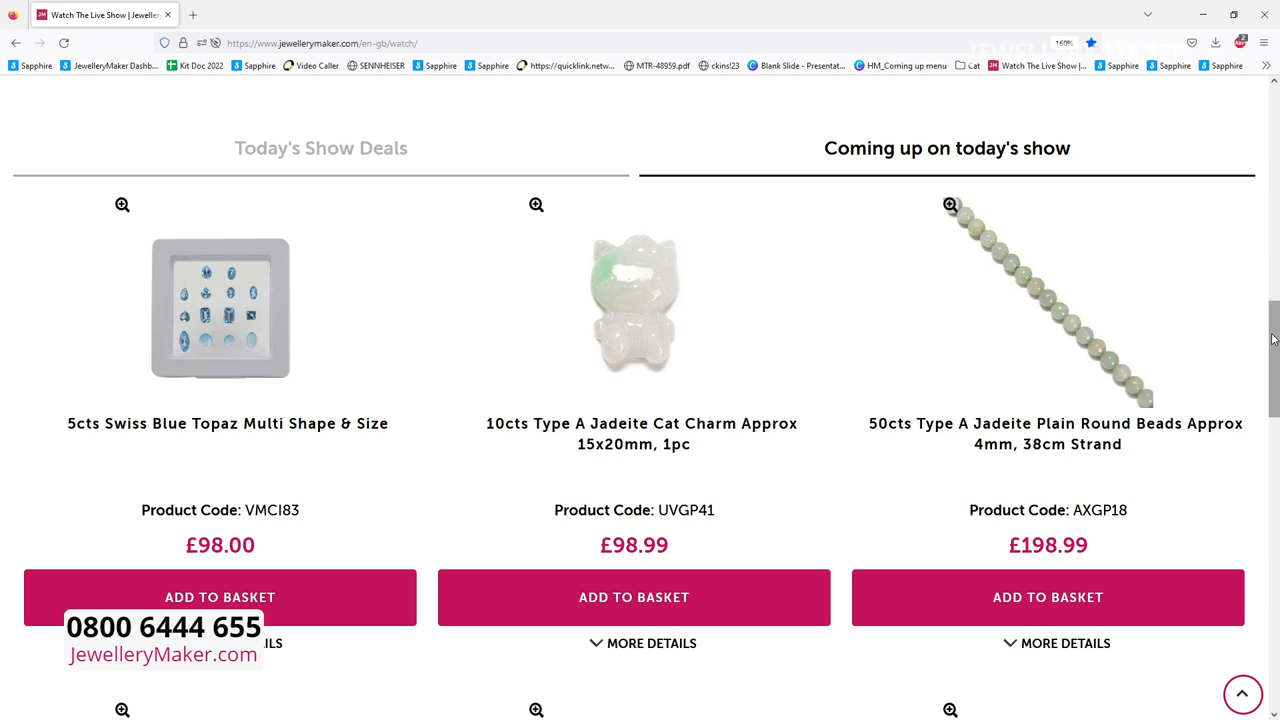 Watch The Live Show | Jeweller
https://www.jewellerymaker.com
gb/watch/
160%
2
Sapphire
JewelleryMaker Dashb...
Kit Doc 2022
Sapphire
Video Caller
SENNHEISER
Sapphire
Sapphire
https://quicklink.netw...
MTR-48959.pdf
ckins!23
Blank Slide - Presentat...
HM_Coming up menu
Cat
Watch The Live Show |...
Sapphire
Sapphire
Sapphire
Today's Show Deals
Coming up on today's show
5cts Swiss Blue Topaz Multi Shape & Size
10cts Type A Jadeite Cat Charm Approx
15x20mm, 1pc
50cts Type A Jadeite Plain Round Beads Approx
4mm, 38cm Strand
Product Code: VMCI83
Product Code: UVGP41
Product Code: AXGP18
£98.00
£98.99
£198.99
ADD TO BASKET
ADD TO BASKET
ADD TO BASKET
0800 6444 655
JewelleryMaker.com
ILS
MORE DETAILS
MORE DETAILS